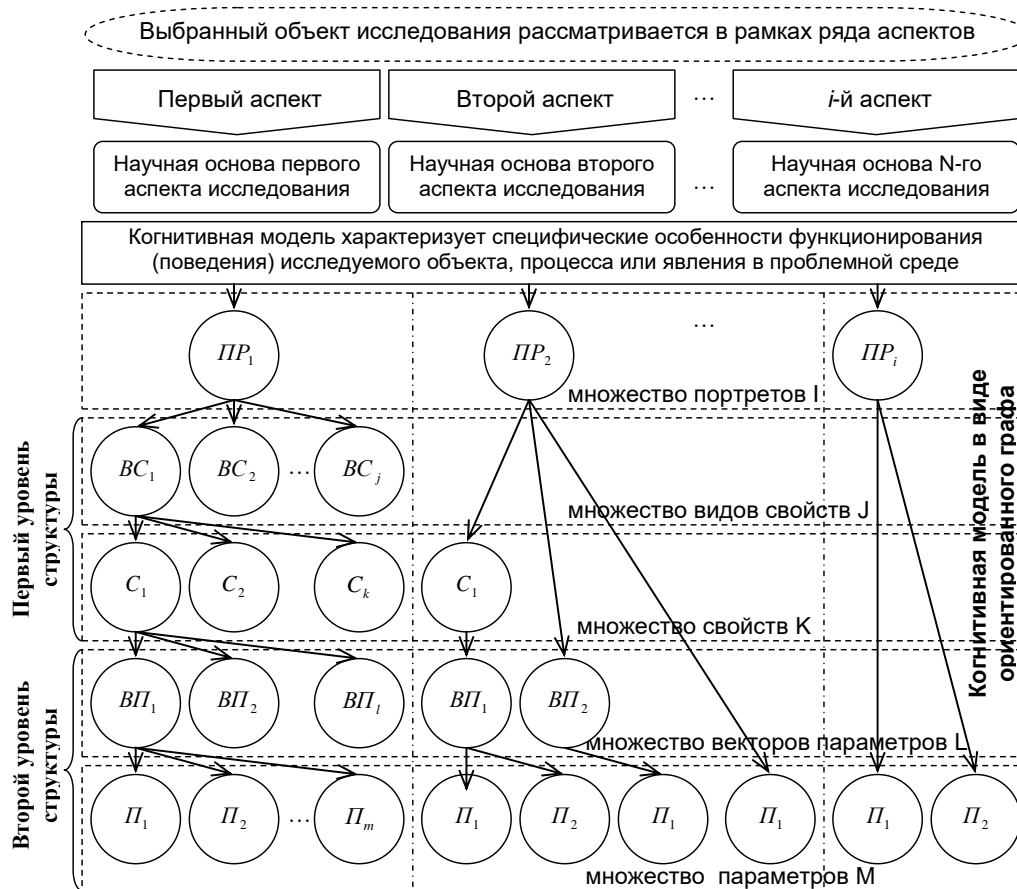 Выбранный объект исследования рассматривается в рамках ряда аспектов
Первый аспект
Второй аспект
...
i-й аспект
Научная основа первого
аспекта исследования
Научная основа второго
аспекта исследования
...
Научная основа N-го
аспекта исследования
Когнитивная модель характеризует специфические особенности функционирования
(поведения) исследуемого объекта, процесса или явления в проблемной среде
ПР1
ПР2
...
ПРi
множество портретов I
Первый уровень
структуры
ВС1
ВС2
...
ВСj
множество видов свойств J
С1
С2
Сk
С1
множество свойств K
Второй уровень
структуры
ВП1
ВП2
ВПl
ВП1
ВП2
множество векторов параметров L
П1
П2
...
Пm
П1
П2
П1
П1
П1
П2
множество параметров M
Когнитивная модель в виде
ориентированного графа